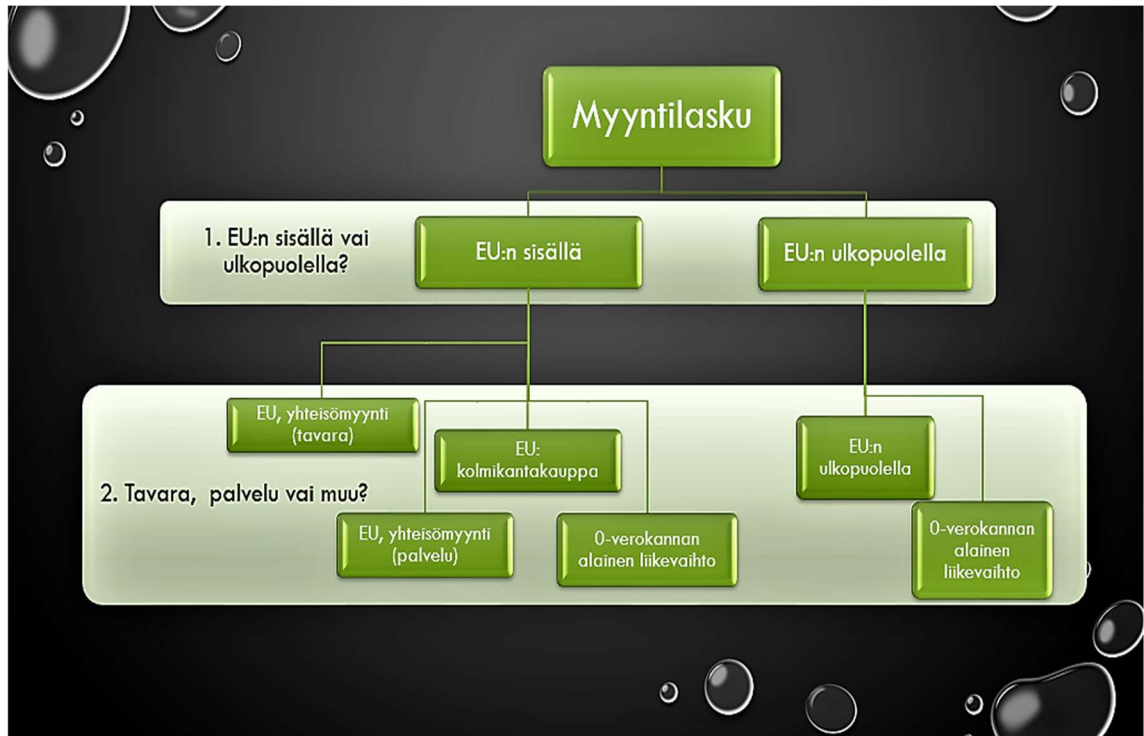 Myyntilasku
1. EU:n sisällä vai
ulkopuolella?
EU:n sisällä
EU:n ulkopuolella
2. Tavara, palvelu vai muu?
EU, yhteisömyynti
(tavara)
EU, yhteisömyynti
(palvelu)
EU:
kolmikantakauppa
0-verokannan
alainen liikevaihto
EU:n
ulkopuolella
0-verokannan
alainen
liikevaihto